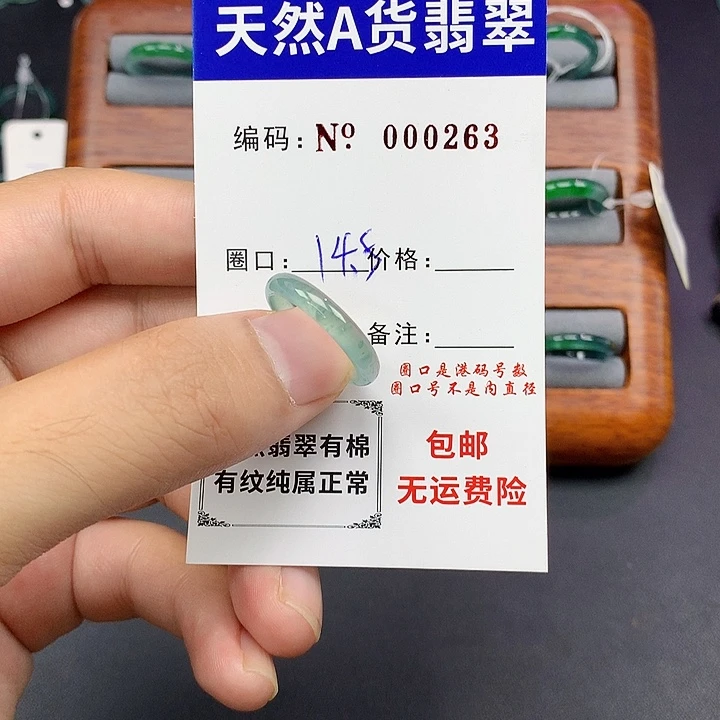 天然A货翡翠
编码：Nº 000263
圈口：14.5 价格：
备注：
圈口是港码号数
圈口号不是内直径
然翡翠有棉
有纹纯属正常
包邮
无运费险